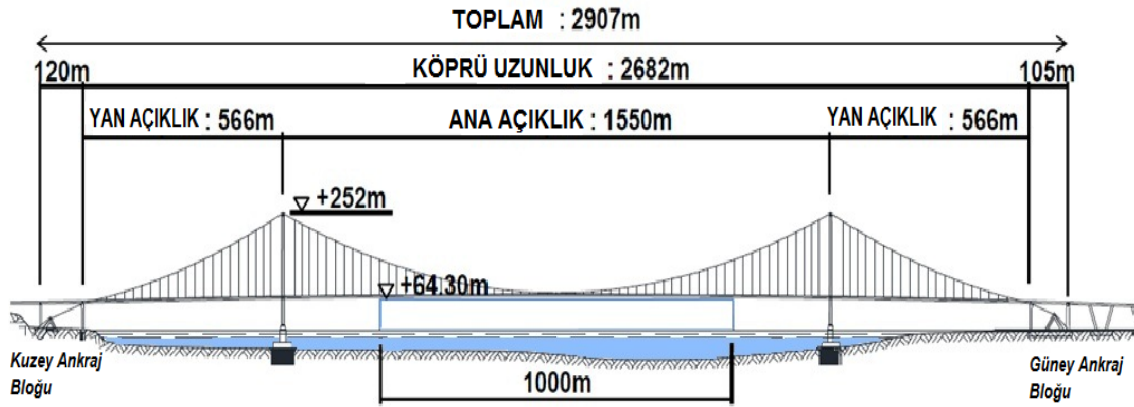 TOPLAM : 2907m
120m
KÖPRÜ UZUNLUK : 2682m
105m
YAN AÇIKLIK : 566m
ANA AÇIKLIK : 1550m
YAN AÇIKLIK : 566m
+252m
+64.30m
Kuzey Ankraj
Bloğu
1000m
Güney Ankraj
Bloğu